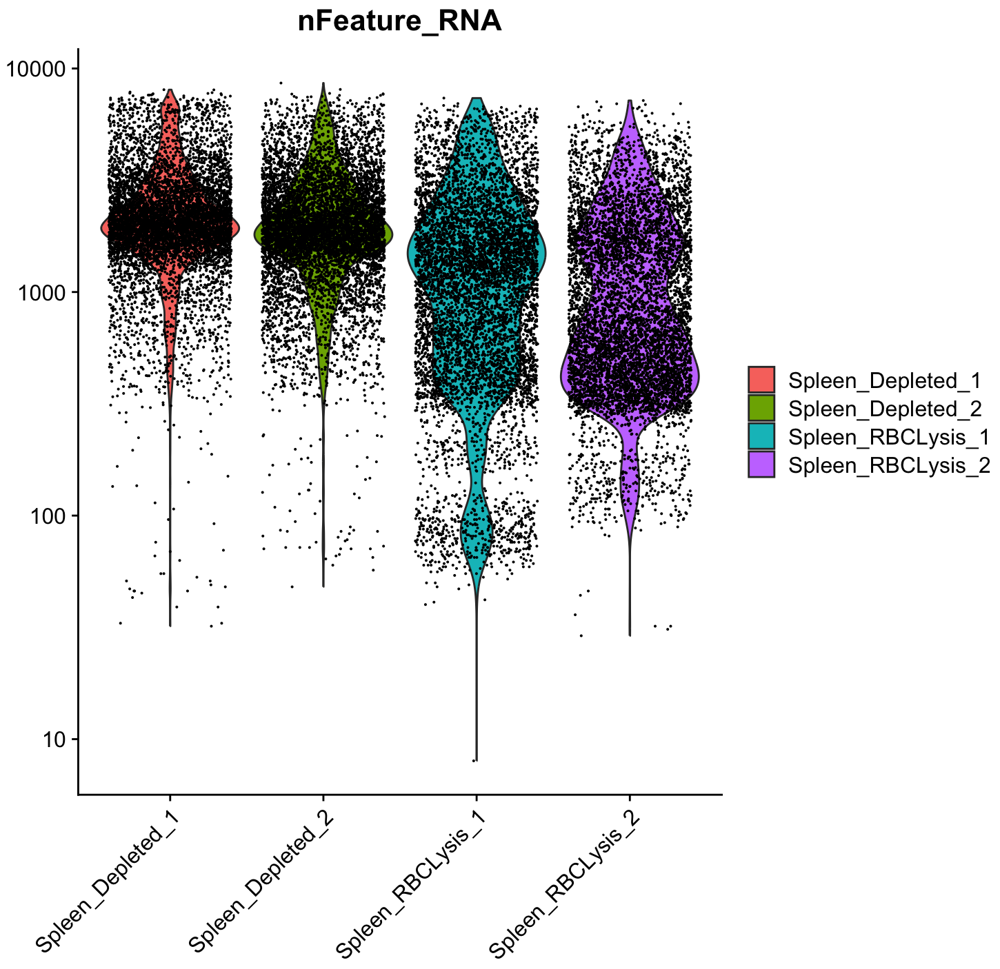 nFeature_RNA
10000
1000
100
10
Spleen_Depleted_1
Spleen_Depleted_2
Spleen_RBCLysis_1
Spleen_RBCLysis_2
Spleen_Depleted_1
Spleen_Depleted_2
Spleen_RBCLysis_1
Spleen_RBCLysis_2